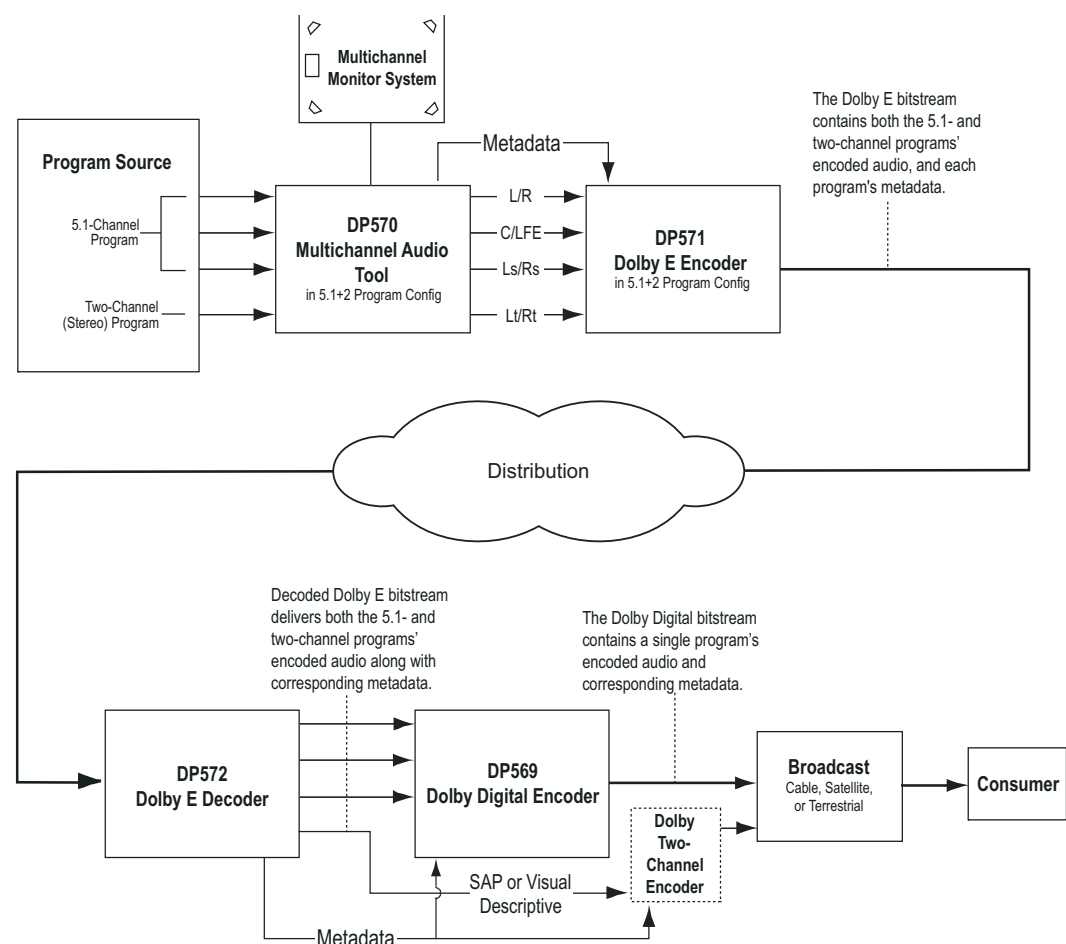 Multichannel
Monitor System
Program Source
5.1-Channel
Program
Two-Channel
(Stereo) Program
DP570
Multichannel Audio
Tool
in 5.1+2 Program Config
Metadata
L/R
C/LFE
Ls/Rs
Lt/Rt
DP571
Dolby E Encoder
in 5.1+2 Program Config
The Dolby E bitstream
contains both the 5.1- and
two-channel programs’
encoded audio, and each
program's metadata.
Distribution
Decoded Dolby E bitstream
delivers both the 5.1- and
two-channel programs’
encoded audio along with
corresponding metadata.
The Dolby Digital bitstream
contains a single program’s
encoded audio and
corresponding metadata.
DP572
Dolby E Decoder
DP569
Dolby Digital Encoder
Dolby
Two-
Channel
Encoder
Broadcast
Cable, Satellite,
or Terrestrial
Consumer
SAP or Visual
Descriptive
Metadata